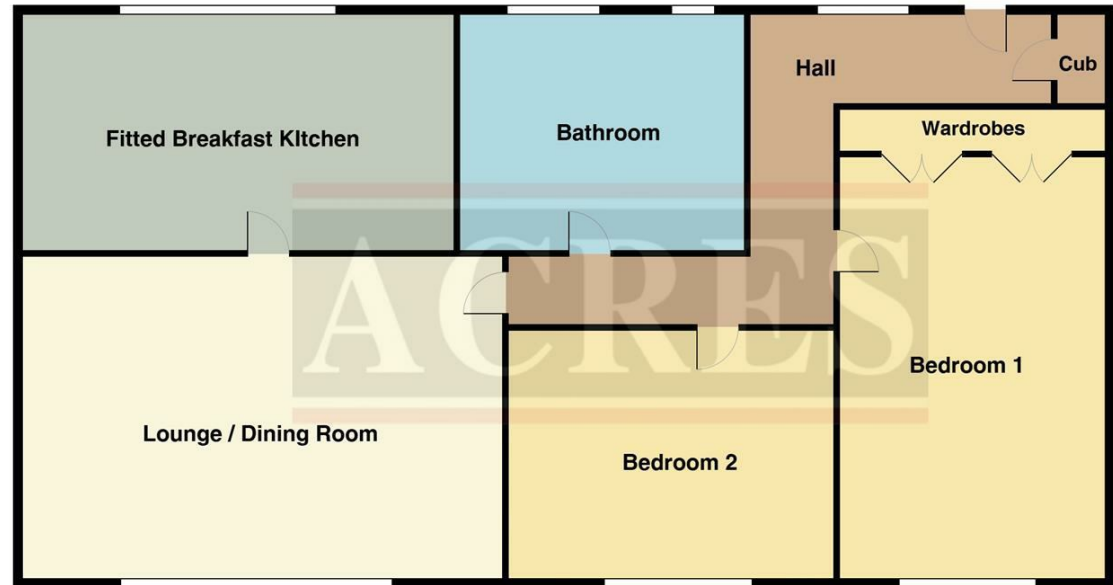 Hall
Cub
Fitted Breakfast KItchen
Bathroom
Wardrobes
ACRES
Bedroom 1
Lounge / Dining Room
Bedroom 2